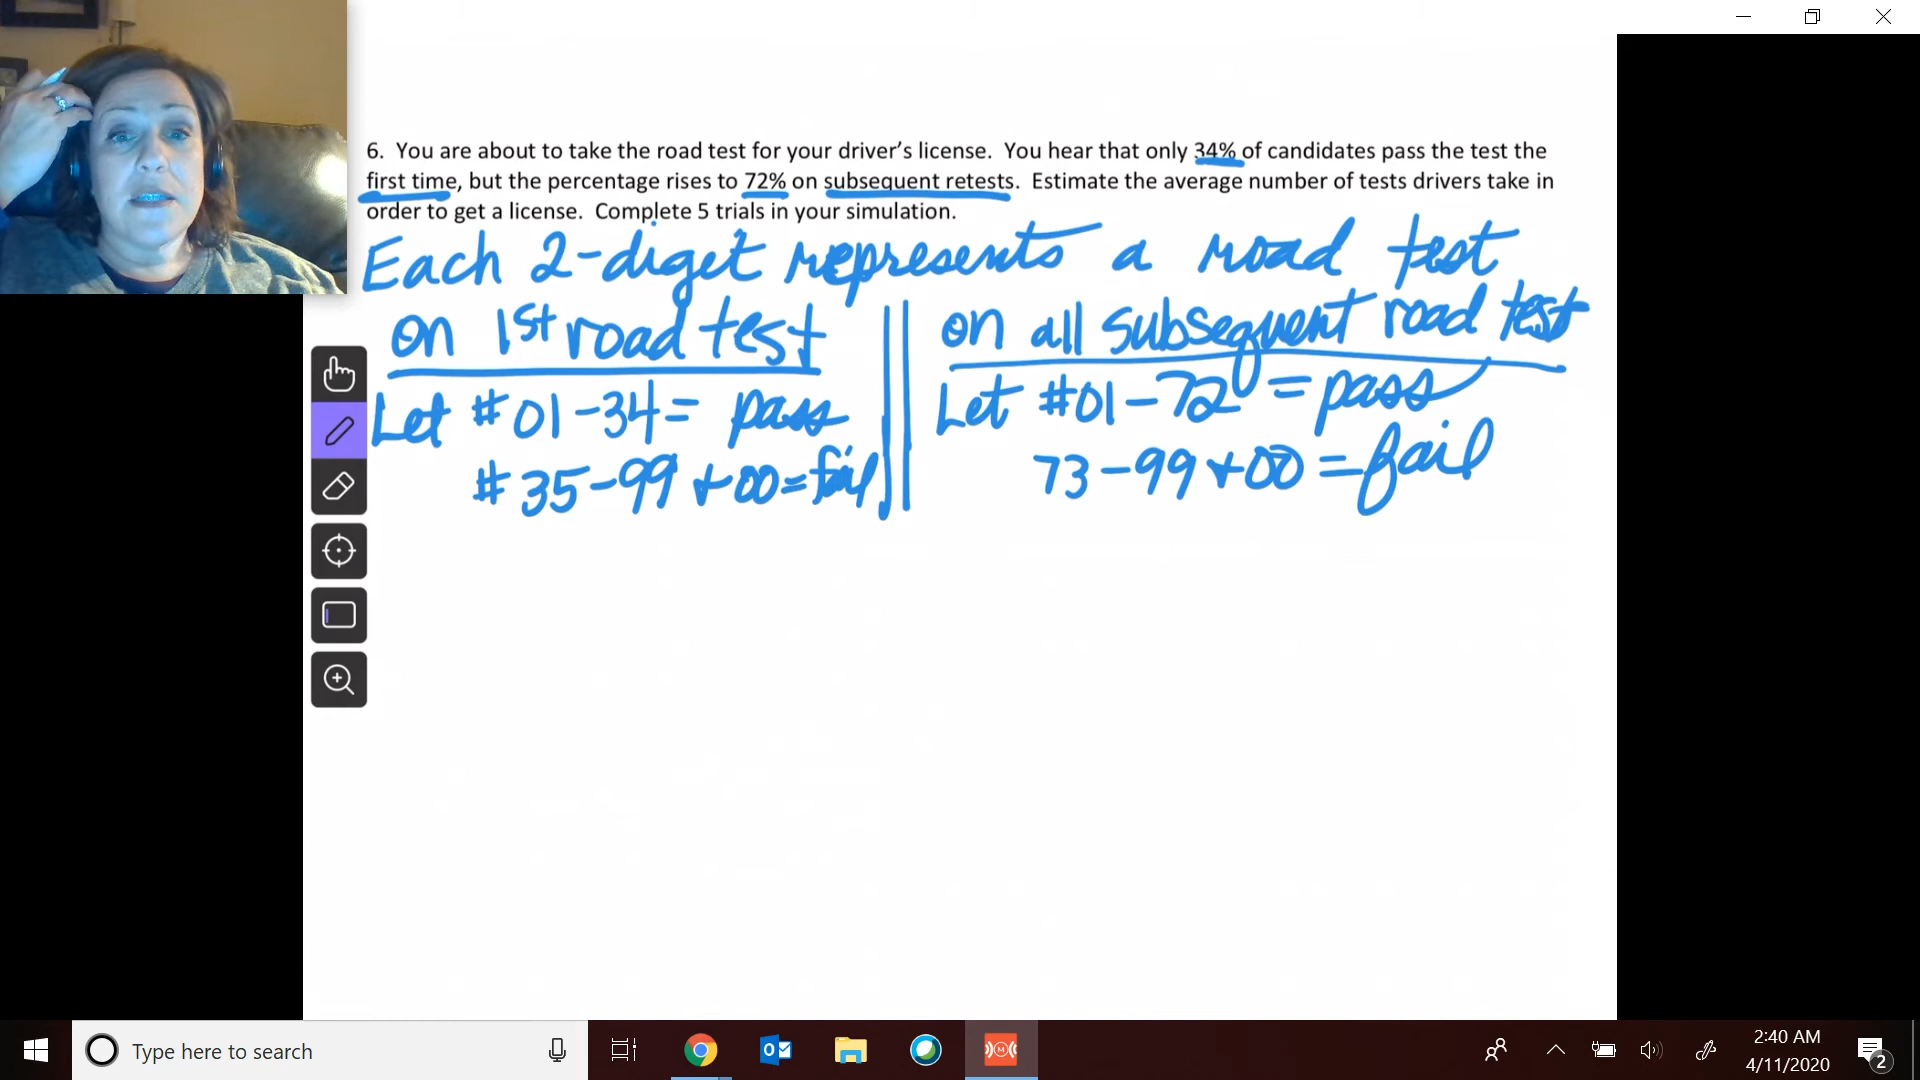 6. You are about to take the road test for your driver's license. You hear that only 34% of candidates pass the test the
first time, but the percentage rises to 72% on subsequent retests. Estimate the average number of tests drivers take in
order to get a license. Complete 5 trials in your simulation.
Each 2-digit represents a road test
on 1st road test
on all subsequent road test
Let #01-34= pass
Let #01-72 = pass
#35-99 + 00=fail
73-99 + 00 = fail
Type here to search
2:40 AM
4/11/2020
2